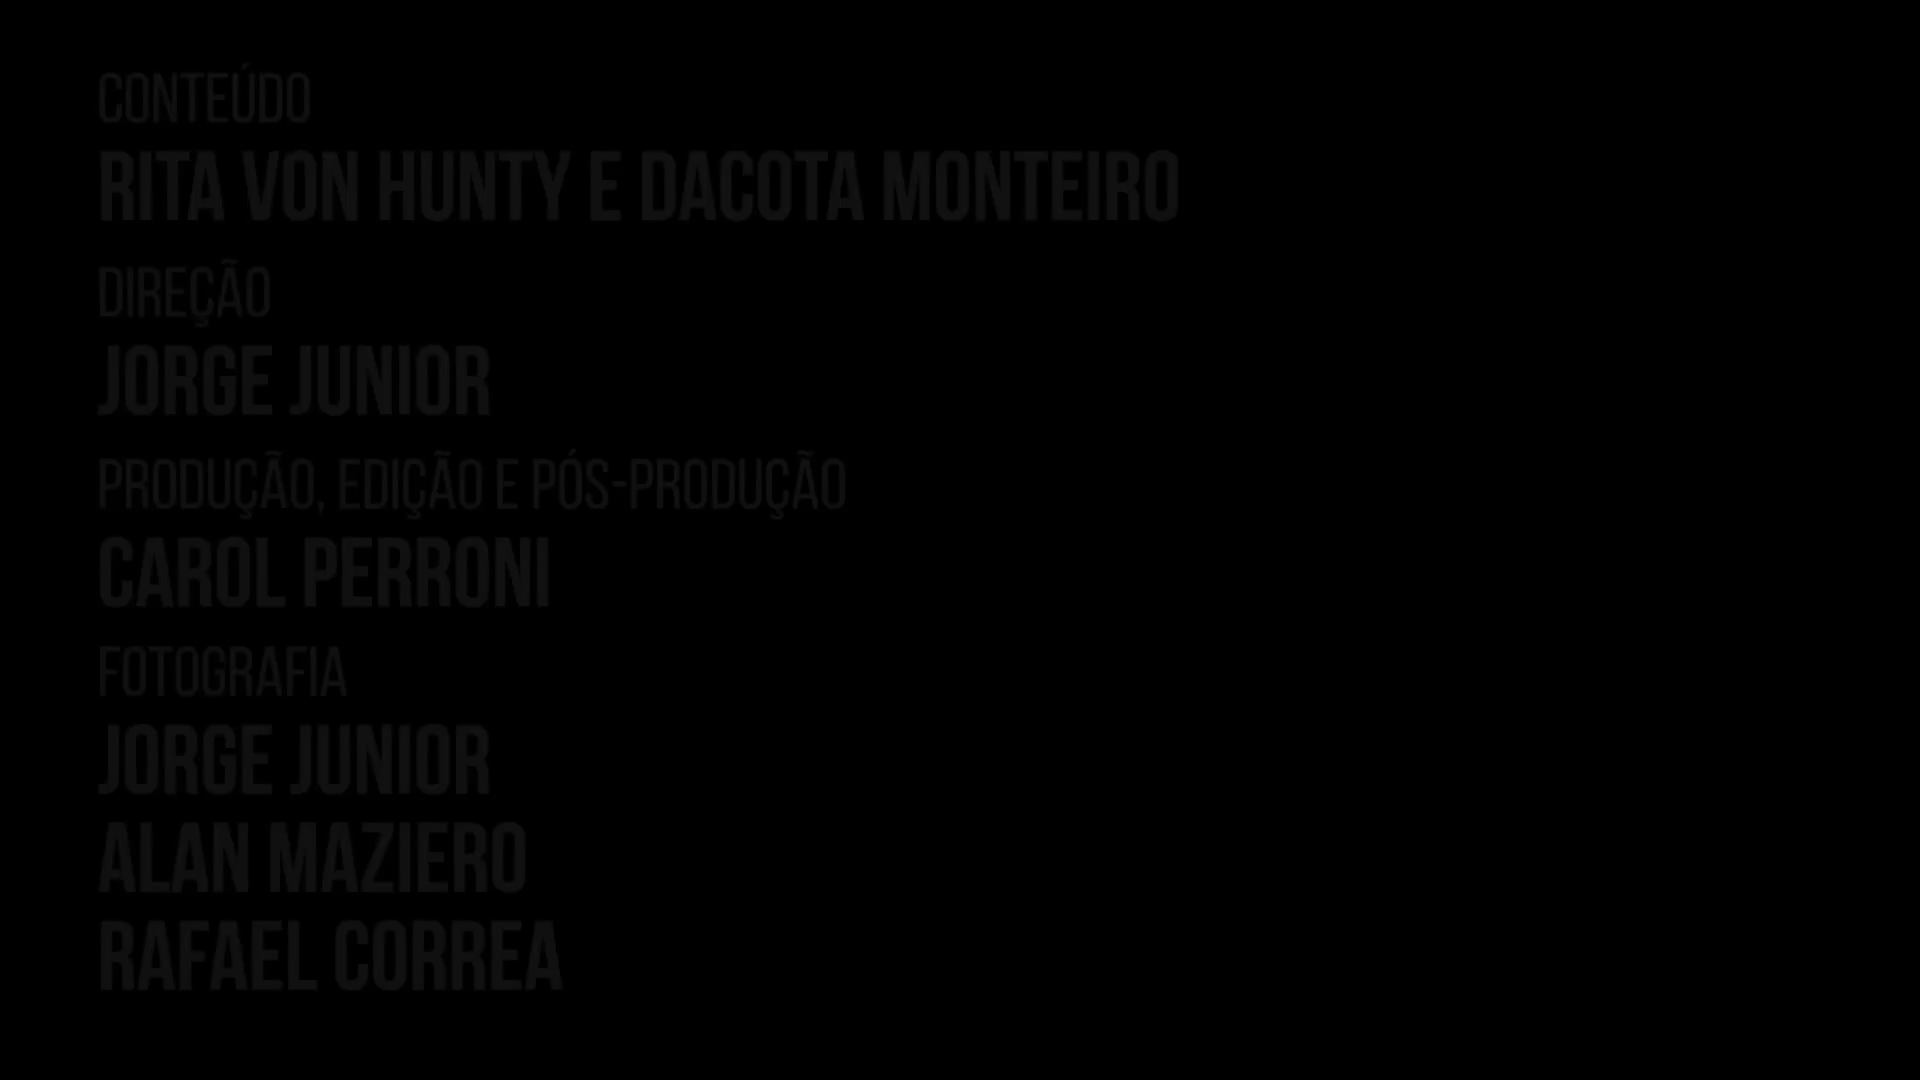 CONTEÚDO
RITA VON HUNTY E DACOTA MONTEIRO
DIREÇÃO
JORGE JUNIOR
PRODUÇÃO, EDIÇÃO E PÓS-PRODUÇÃO
CAROL PERRONI
FOTOGRAFIA
JORGE JUNIOR
ALAN MAZIERO
RAFAEL CORREA